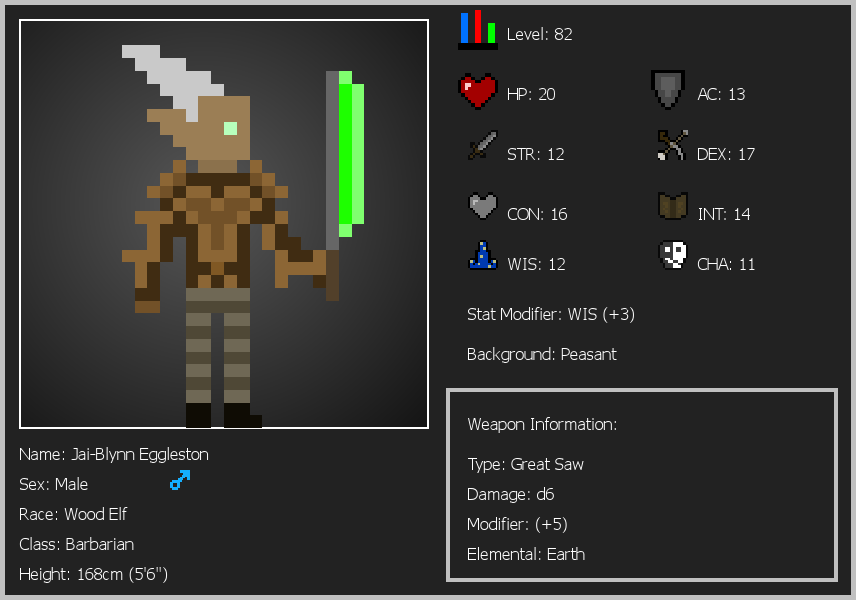 Level: 82
HP: 20
AC: 13
STR: 12
DEX: 17
CON: 16
INT: 14
WIS: 12
CHA: 11
Stat Modifier: WIS (+3)
Background: Peasant
Weapon Information:
Type: Great Saw
Damage: d6
Modifier: (+5)
Elemental: Earth
Name: Jai-Blynn Eggleston
Sex: Male
Race: Wood Elf
Class: Barbarian
Height: 168cm (5'6")